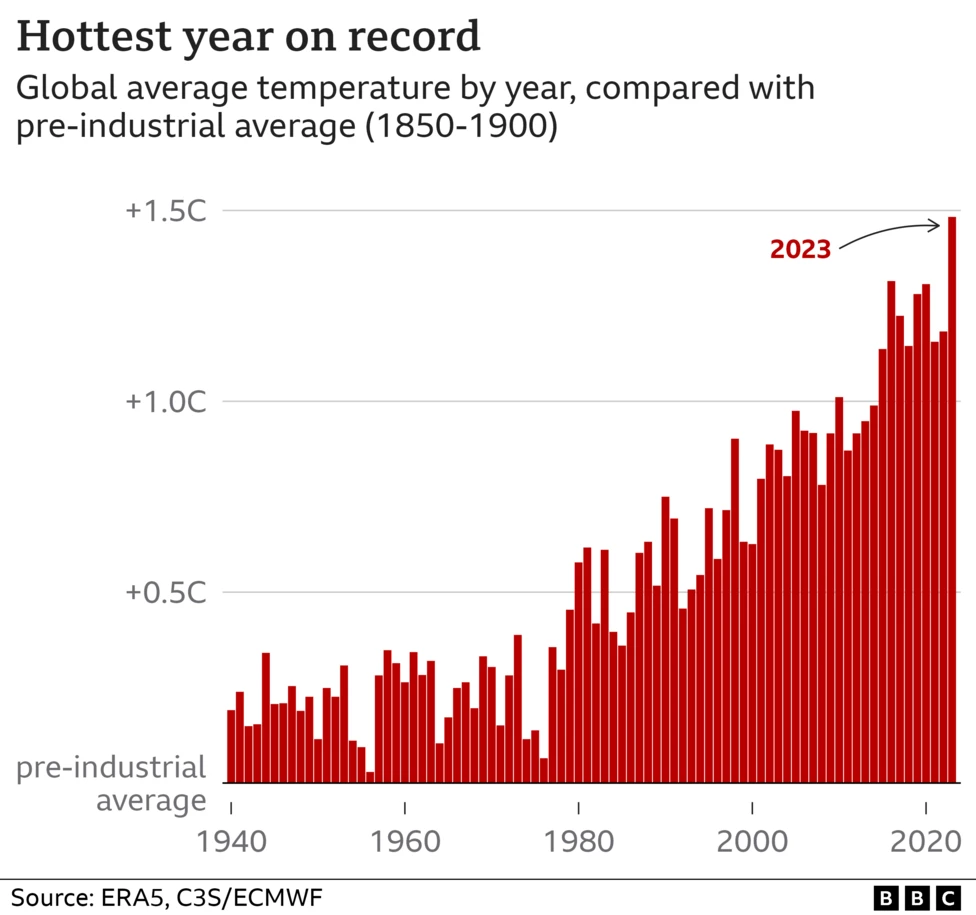 Hottest year on record
Global average temperature by year, compared with
pre-industrial average (1850-1900)
+1.5C
2023
+1.0C
+0.5C
pre-industrial
average
1940 1960 1980 2000 2020
Source: ERA5, C3S/ECMWF
BBC